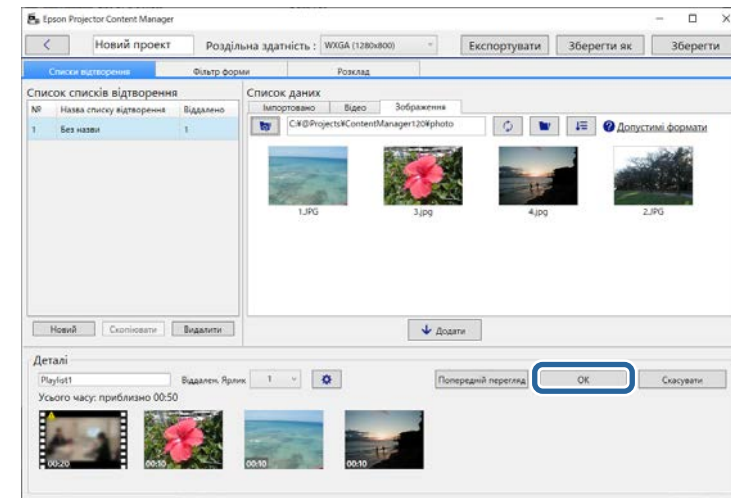 Epson Projector Content Manager
Новий проект Роздільна здатність : WXGA (1280x800) Експортувати Зберегти як Зберегти
Списки відтворення Фільтр форми Розклад
Список списків відтворення
№ Назва списку відтворення Віддалено
1 Без назви 1
Список даних
Імпортовано Відео Зображення
C:¥@Projects¥ContentManager120¥photo Допустимі формати
1.JPG 3.jpg 4.jpg 2.JPG
Новий Скопіювати Видалити
Додати
Деталі
Playlist1 Віддален. Ярлик 1 Попередній перегляд ОК Скасувати
Усього часу: приблизно 00:50
00:20 00:10 00:10 00:10